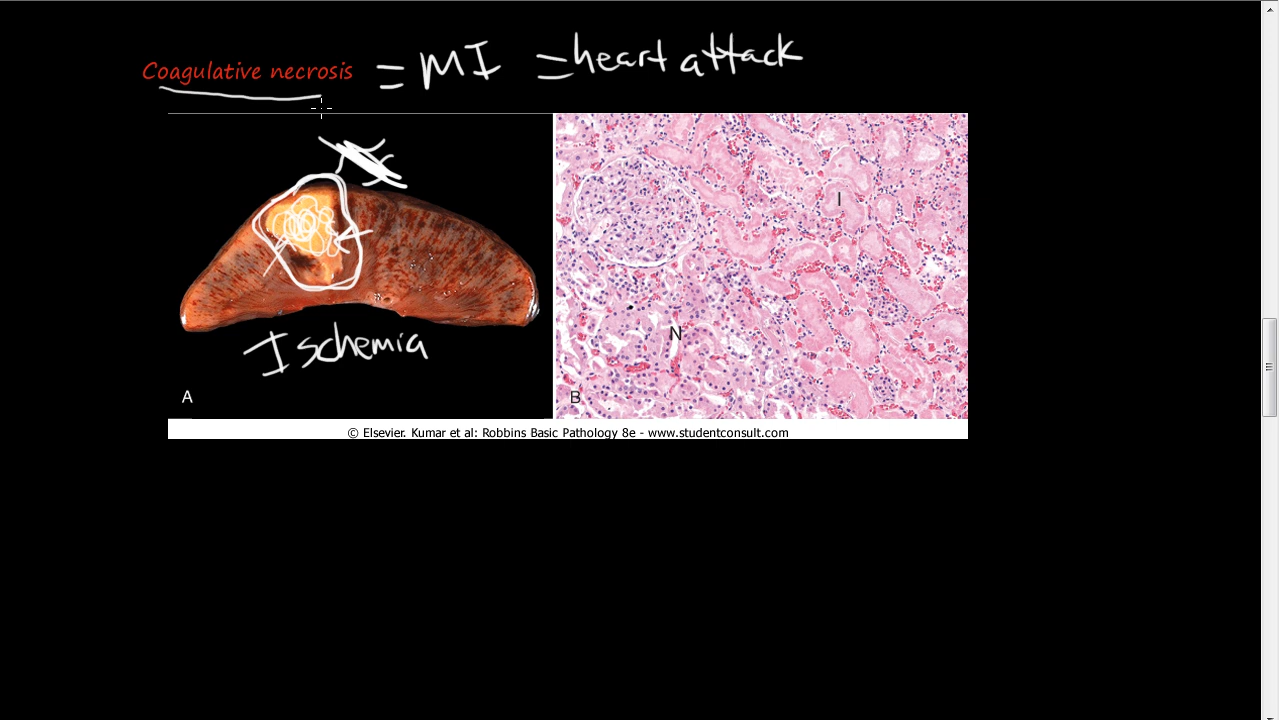 Coagulative necrosis = MI = heart attack
I
Ischemia
N
A
B
© Elsevier. Kumar et al: Robbins Basic Pathology 8e - www.studentconsult.com